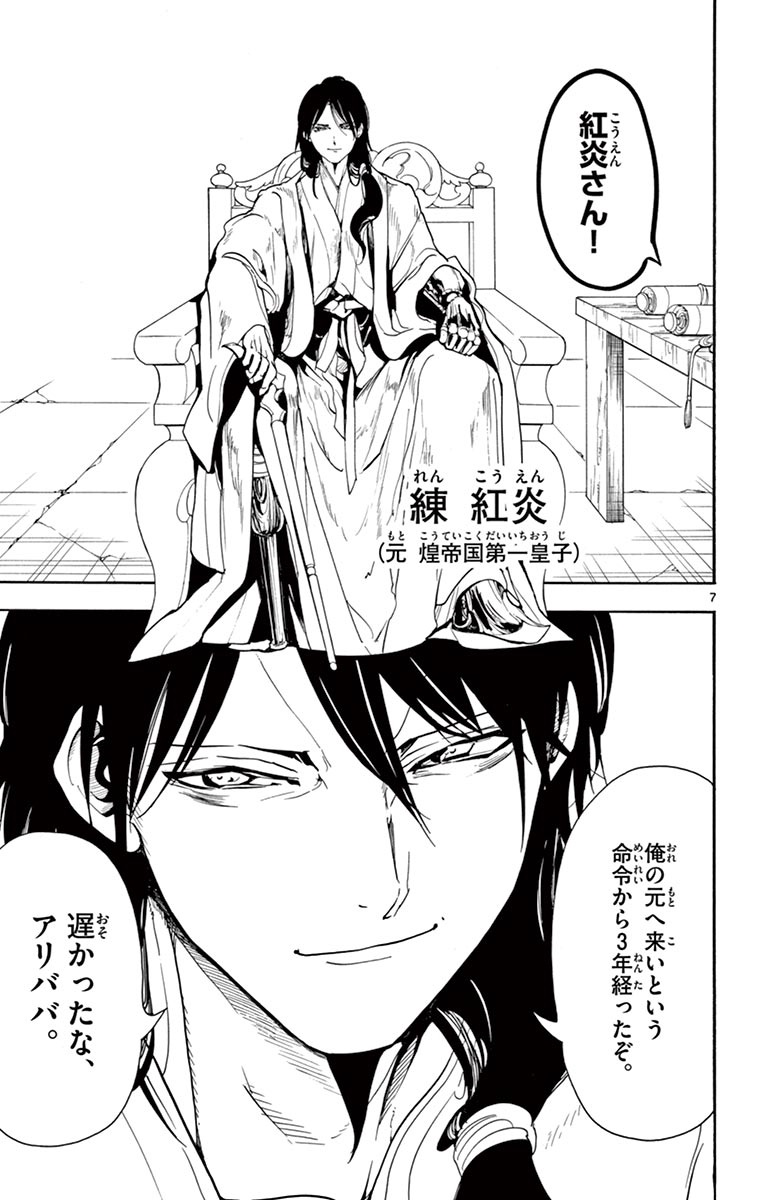 紅炎さん！
練 紅炎
(元 煌帝国第一皇子)
7
俺の元へ来いという
命令から3年経ったぞ。
遅かったな、
アリババ。